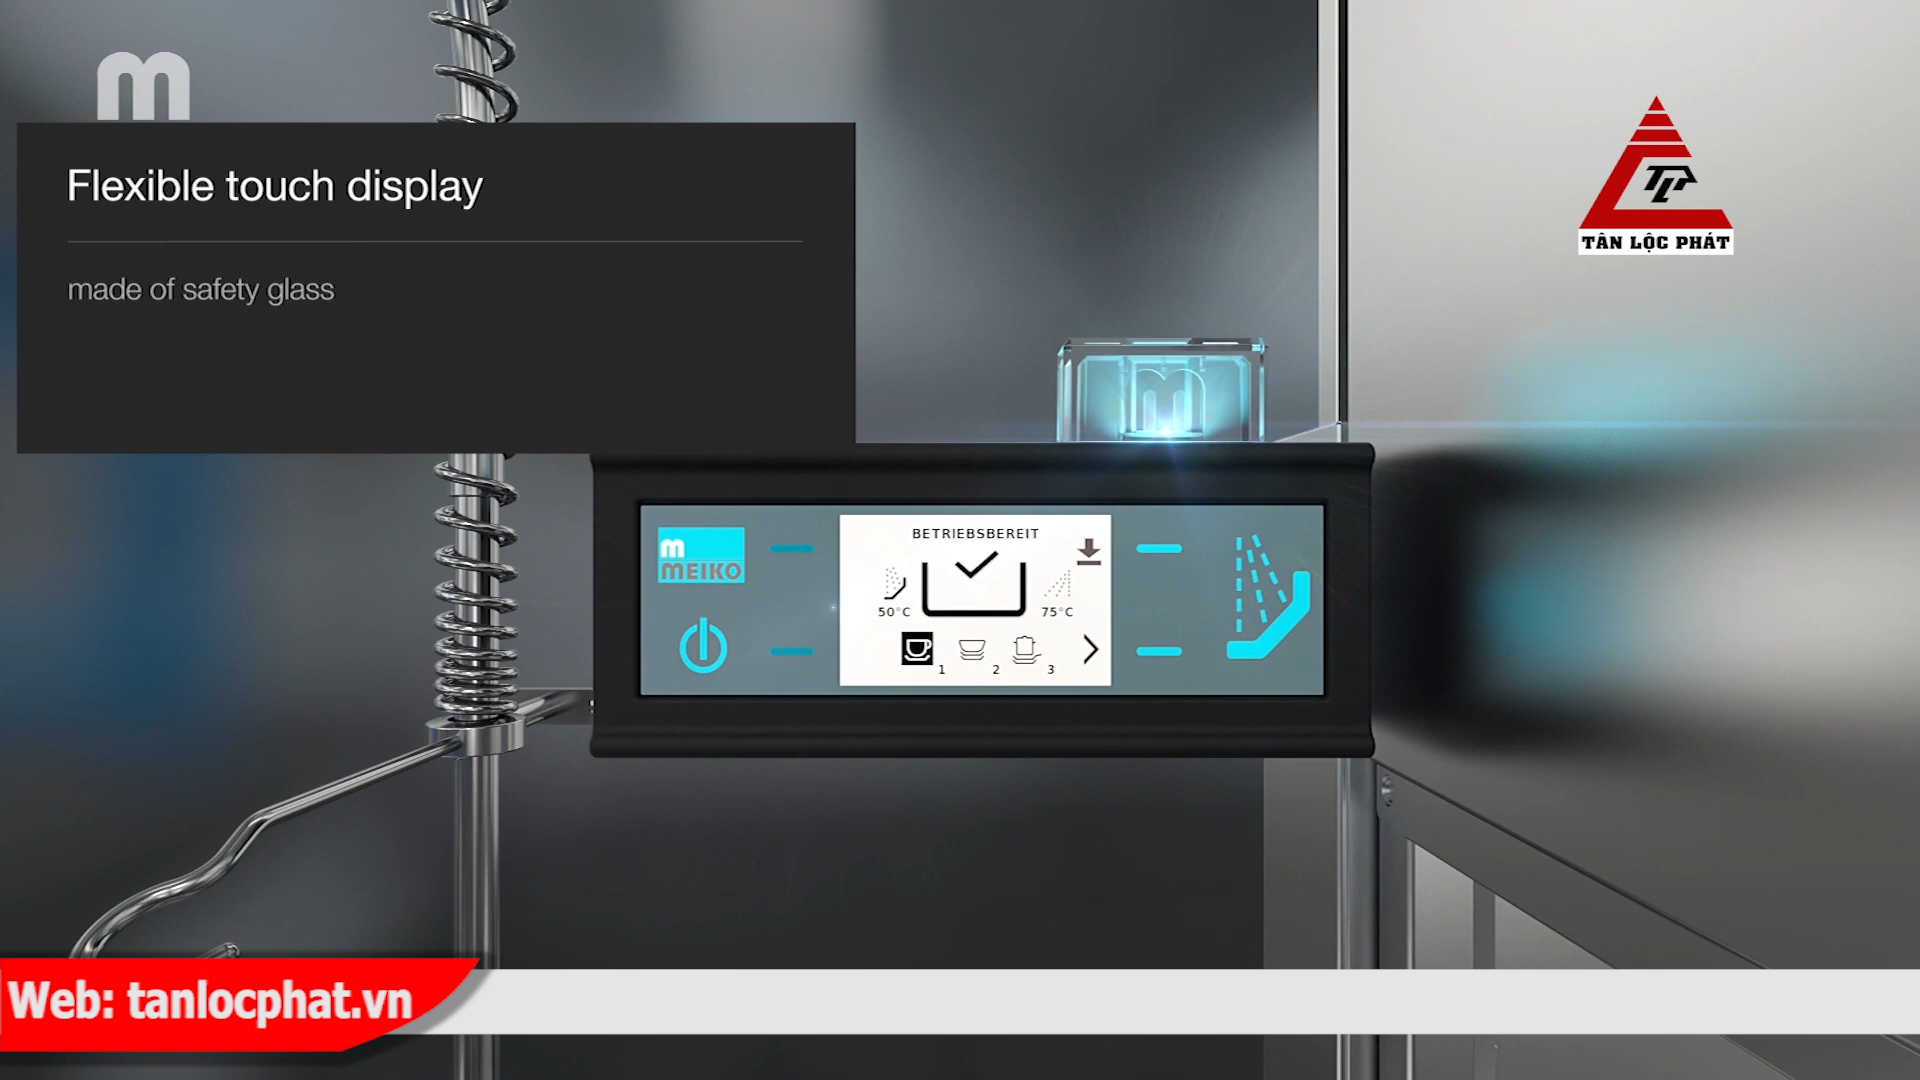 m
Flexible touch display
made of safety glass
TLP
TÂN LỘC PHÁT
m
m
MEIKO
BETRIEBSBEREIT
50°C
75°C
1
2
3
Web: tanlocphat.vn